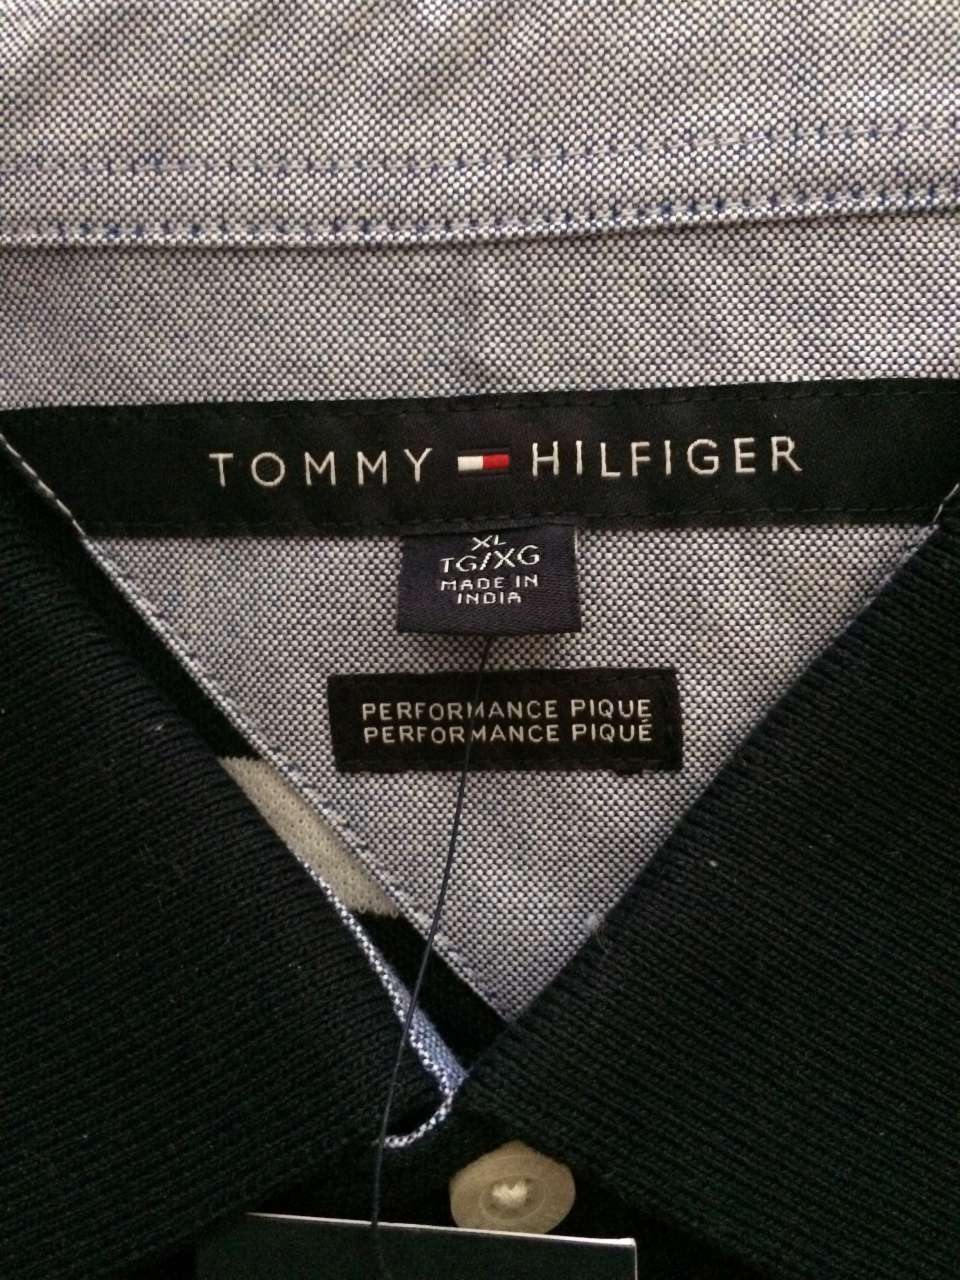 TOMMY HILFIGER
XL
TG/XG
MADE IN
INDIA
PERFORMANCE PIQUE
PERFORMANCE PIQUÉ